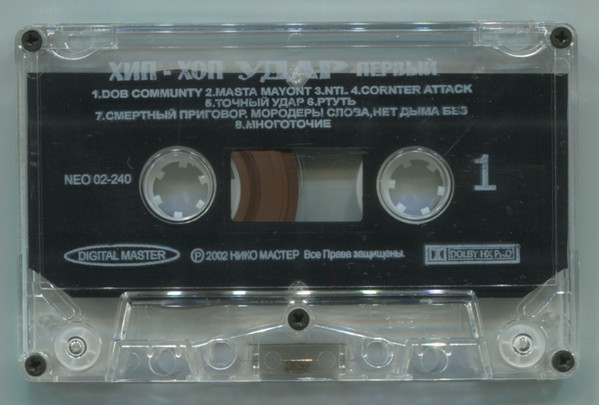 ХИП - ХОП УДАР ПЕРВЫЙ
1.DOB COMMUNTY 2.MASTA MAYONT 3.NTL 4.CORNTER ATTACK
5.ТОЧНЫЙ УДАР 6.РТУТЬ
7.СМЕРТНЫЙ ПРИГОВОР. МОРОДЕРЫ СЛОВА,НЕТ ДЫМА БЕЗ
8.МНОГОТОЧИЕ
NEO 02-240
1
DIGITAL MASTER
Ⓟ2002 НИКО МАСТЕР Все Права защищены.
DOLBY HX PRO